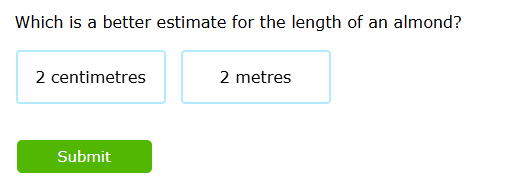 Which is a better estimate for the length of an almond?
2 centimetres
2 metres
Submit